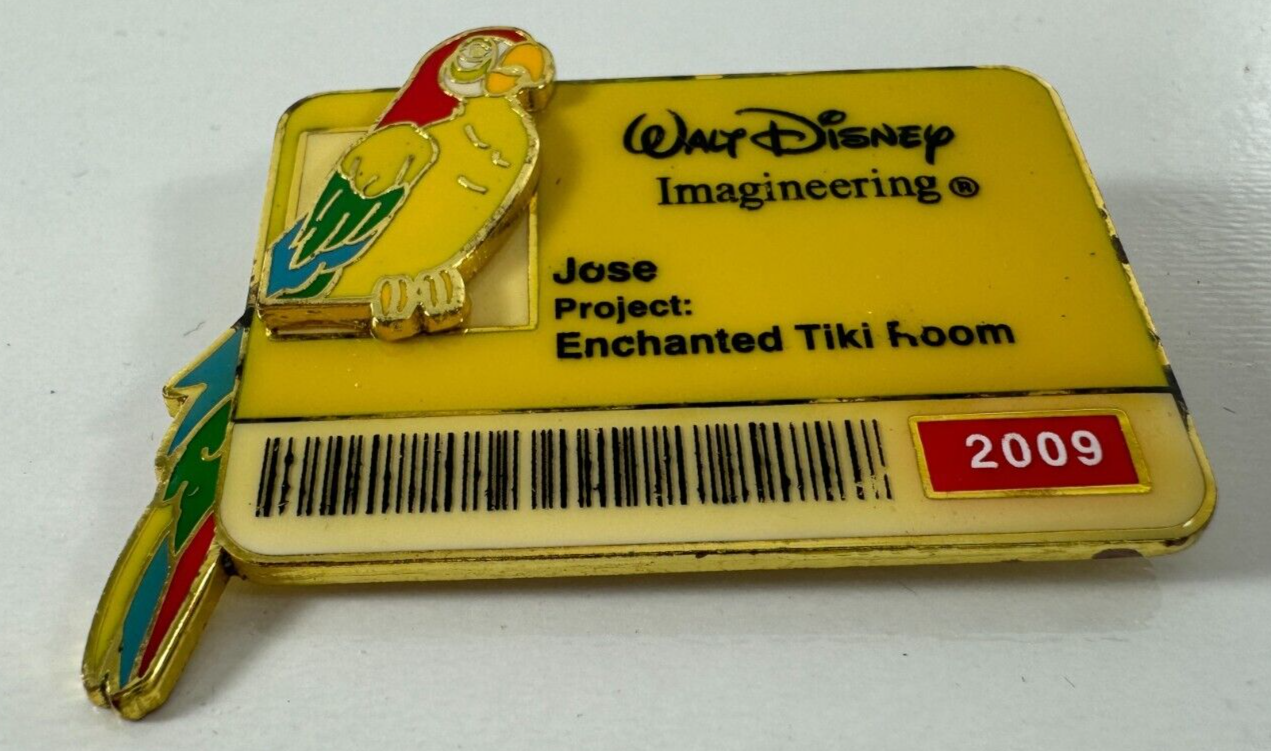 Walt Disney
Imagineering ®
Jose
Project:
Enchanted Tiki Room
2009